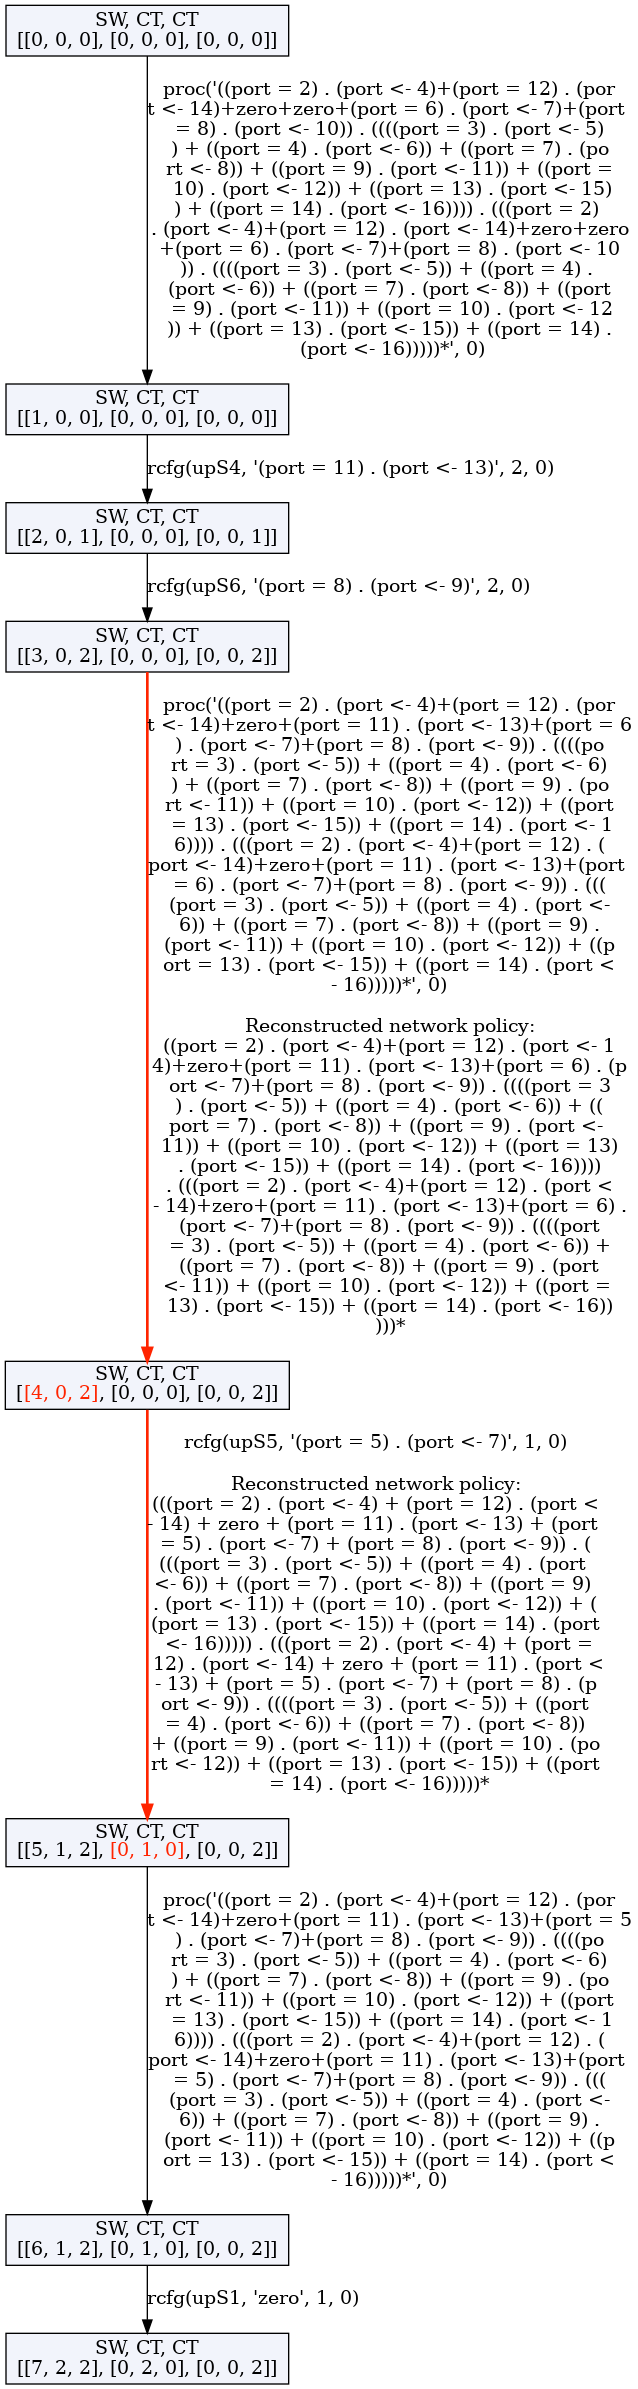 SW, CT, CT
[[0, 0, 0], [0, 0, 0], [0, 0, 0]]
proc('((port = 2) . (port <- 4)+(port = 12) . (por
t <- 14)+zero+zero+(port = 6) . (port <- 7)+(port
= 8) . (port <- 10)) . ((((port = 3) . (port <- 5)
) + ((port = 4) . (port <- 6)) + ((port = 7) . (po
rt <- 8)) + ((port = 9) . (port <- 11)) + ((port =
10) . (port <- 12)) + ((port = 13) . (port <- 15)
) + ((port = 14) . (port <- 16)))) . (((port = 2)
. (port <- 4)+(port = 12) . (port <- 14)+zero+zero
+(port = 6) . (port <- 7)+(port = 8) . (port <- 10
)) . ((((port = 3) . (port <- 5)) + ((port = 4) .
(port <- 6)) + ((port = 7) . (port <- 8)) + ((port
= 9) . (port <- 11)) + ((port = 10) . (port <- 12
)) + ((port = 13) . (port <- 15)) + ((port = 14) .
(port <- 16)))))*', 0)
SW, CT, CT
[[1, 0, 0], [0, 0, 0], [0, 0, 0]]
rcfg(upS4, '(port = 11) . (port <- 13)', 2, 0)
SW, CT, CT
[[2, 0, 1], [0, 0, 0], [0, 0, 1]]
rcfg(upS6, '(port = 8) . (port <- 9)', 2, 0)
SW, CT, CT
[[3, 0, 2], [0, 0, 0], [0, 0, 2]]
proc('((port = 2) . (port <- 4)+(port = 12) . (por
t <- 14)+zero+(port = 11) . (port <- 13)+(port = 6
) . (port <- 7)+(port = 8) . (port <- 9)) . ((((po
rt = 3) . (port <- 5)) + ((port = 4) . (port <- 6)
) + ((port = 7) . (port <- 8)) + ((port = 9) . (po
rt <- 11)) + ((port = 10) . (port <- 12)) + ((port
= 13) . (port <- 15)) + ((port = 14) . (port <- 1
6)))) . (((port = 2) . (port <- 4)+(port = 12) . (
port <- 14)+zero+(port = 11) . (port <- 13)+(port
= 6) . (port <- 7)+(port = 8) . (port <- 9)) . (((
(port = 3) . (port <- 5)) + ((port = 4) . (port <-
6)) + ((port = 7) . (port <- 8)) + ((port = 9) .
(port <- 11)) + ((port = 10) . (port <- 12)) + ((p
ort = 13) . (port <- 15)) + ((port = 14) . (port <
- 16)))))*', 0)
Reconstructed network policy:
((port = 2) . (port <- 4)+(port = 12) . (port <- 1
4)+zero+(port = 11) . (port <- 13)+(port = 6) . (p
ort <- 7)+(port = 8) . (port <- 9)) . ((((port = 3
) . (port <- 5)) + ((port = 4) . (port <- 6)) + ((
port = 7) . (port <- 8)) + ((port = 9) . (port <-
11)) + ((port = 10) . (port <- 12)) + ((port = 13)
. (port <- 15)) + ((port = 14) . (port <- 16))))
. (((port = 2) . (port <- 4)+(port = 12) . (port <
- 14)+zero+(port = 11) . (port <- 13)+(port = 6) .
(port <- 7)+(port = 8) . (port <- 9)) . ((((port
= 3) . (port <- 5)) + ((port = 4) . (port <- 6)) +
((port = 7) . (port <- 8)) + ((port = 9) . (port
<- 11)) + ((port = 10) . (port <- 12)) + ((port =
13) . (port <- 15)) + ((port = 14) . (port <- 16))
)))*
SW, CT, CT
[[4, 0, 2], [0, 0, 0], [0, 0, 2]]
rcfg(upS5, '(port = 5) . (port <- 7)', 1, 0)
Reconstructed network policy:
(((port = 2) . (port <- 4) + (port = 12) . (port <
- 14) + zero + (port = 11) . (port <- 13) + (port
= 5) . (port <- 7) + (port = 8) . (port <- 9)) . (
(((port = 3) . (port <- 5)) + ((port = 4) . (port
<- 6)) + ((port = 7) . (port <- 8)) + ((port = 9)
. (port <- 11)) + ((port = 10) . (port <- 12)) + (
(port = 13) . (port <- 15)) + ((port = 14) . (port
<- 16))))) . (((port = 2) . (port <- 4) + (port =
12) . (port <- 14) + zero + (port = 11) . (port <
- 13) + (port = 5) . (port <- 7) + (port = 8) . (p
ort <- 9)) . ((((port = 3) . (port <- 5)) + ((port
= 4) . (port <- 6)) + ((port = 7) . (port <- 8))
+ ((port = 9) . (port <- 11)) + ((port = 10) . (po
rt <- 12)) + ((port = 13) . (port <- 15)) + ((port
= 14) . (port <- 16)))))*
SW, CT, CT
[[5, 1, 2], [0, 1, 0], [0, 0, 2]]
proc('((port = 2) . (port <- 4)+(port = 12) . (por
t <- 14)+zero+(port = 11) . (port <- 13)+(port = 5
) . (port <- 7)+(port = 8) . (port <- 9)) . ((((po
rt = 3) . (port <- 5)) + ((port = 4) . (port <- 6)
) + ((port = 7) . (port <- 8)) + ((port = 9) . (po
rt <- 11)) + ((port = 10) . (port <- 12)) + ((port
= 13) . (port <- 15)) + ((port = 14) . (port <- 1
6)))) . (((port = 2) . (port <- 4)+(port = 12) . (
port <- 14)+zero+(port = 11) . (port <- 13)+(port
= 5) . (port <- 7)+(port = 8) . (port <- 9)) . (((
(port = 3) . (port <- 5)) + ((port = 4) . (port <-
6)) + ((port = 7) . (port <- 8)) + ((port = 9) .
(port <- 11)) + ((port = 10) . (port <- 12)) + ((p
ort = 13) . (port <- 15)) + ((port = 14) . (port <
- 16)))))*', 0)
SW, CT, CT
[[6, 1, 2], [0, 1, 0], [0, 0, 2]]
rcfg(upS1, 'zero', 1, 0)
SW, CT, CT
[[7, 2, 2], [0, 2, 0], [0, 0, 2]]